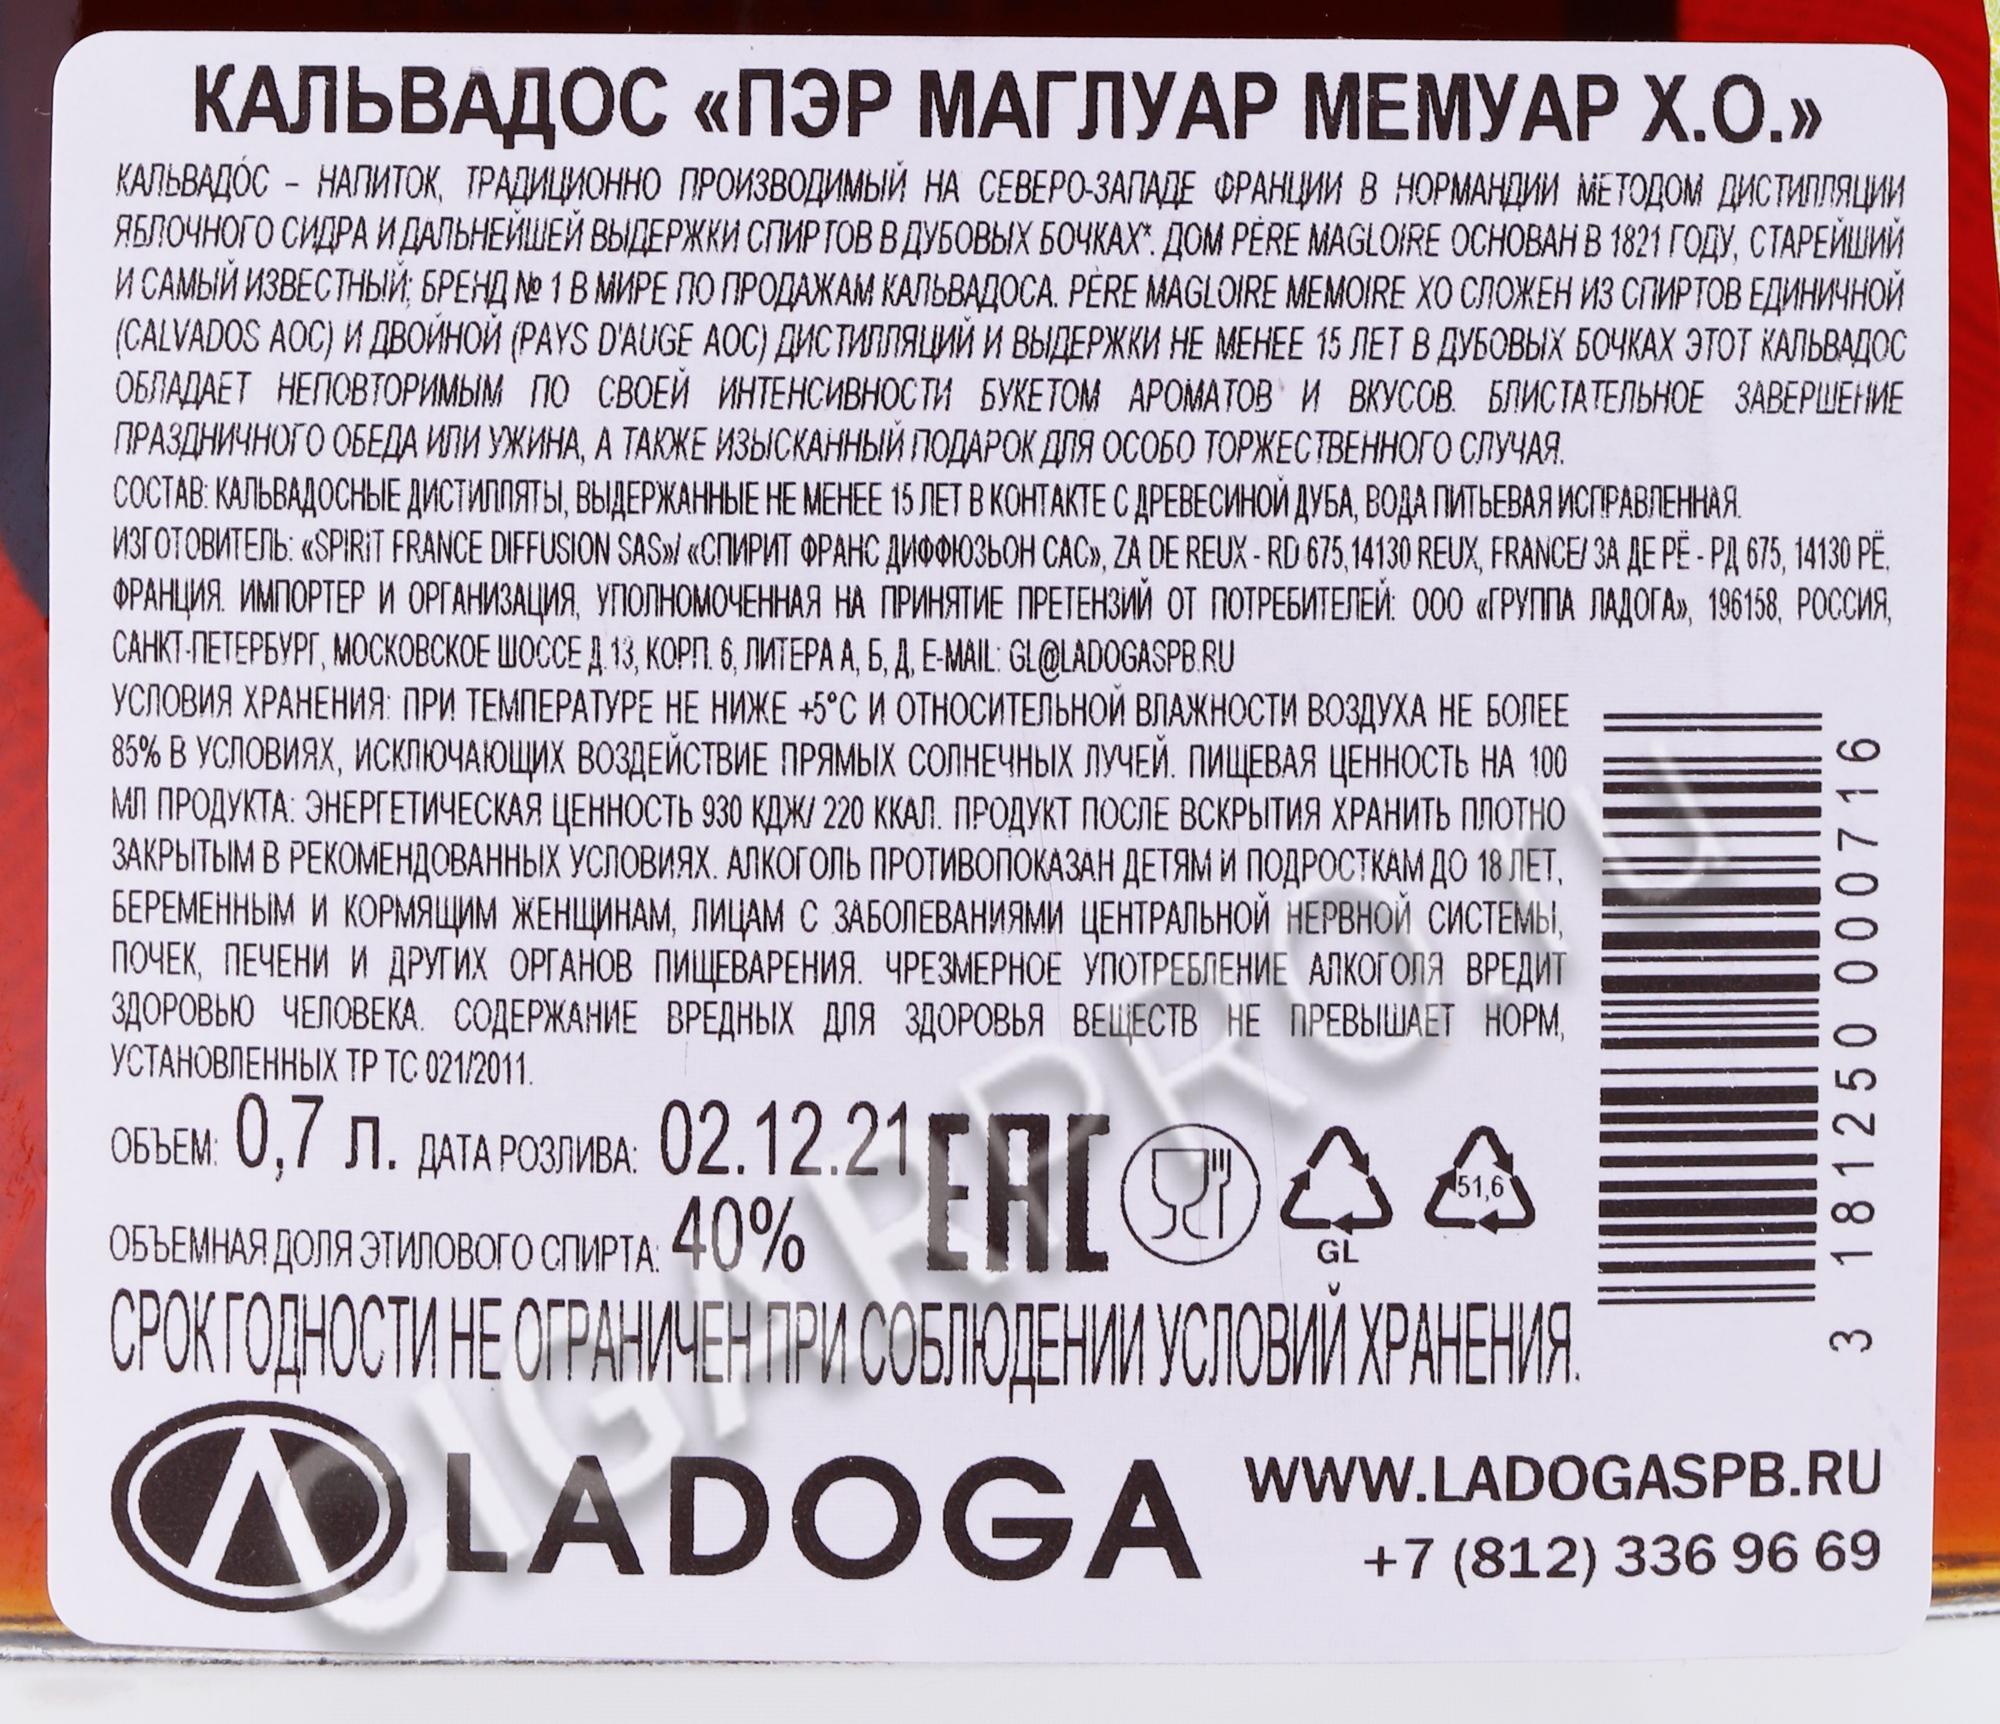 КАЛЬВАДОС «ПЭР МАГЛУАР МЕМУАР Х.О.»
КАЛЬВАДО́С – НАПИТОК, ТРАДИЦИОННО ПРОИЗВОДИМЫЙ НА СЕВЕРО-ЗАПАДЕ ФРАНЦИИ В НОРМАНДИИ МЕТОДОМ ДИСТИЛЛЯЦИИ
ЯБЛОЧНОГО СИДРА И ДАЛЬНЕЙШЕЙ ВЫДЕРЖКИ СПИРТОВ В ДУБОВЫХ БОЧКАХ*. ДОМ PÈRE MAGLOIRE ОСНОВАН В 1821 ГОДУ, СТАРЕЙШИЙ
И САМЫЙ ИЗВЕСТНЫЙ; БРЕНД № 1 В МИРЕ ПО ПРОДАЖАМ КАЛЬВАДОСА. PÈRE MAGLOIRE MEMOIRE XO СЛОЖЕН ИЗ СПИРТОВ ЕДИНИЧНОЙ
(CALVADOS AOC) И ДВОЙНОЙ (PAYS D'AUGE AOC) ДИСТИЛЛЯЦИЙ И ВЫДЕРЖКИ НЕ МЕНЕЕ 15 ЛЕТ В ДУБОВЫХ БОЧКАХ ЭТОТ КАЛЬВАДОС
ОБЛАДАЕТ НЕПОВТОРИМЫМ ПО СВОЕЙ ИНТЕНСИВНОСТИ БУКЕТОМ АРОМАТОВ И ВКУСОВ. БЛИСТАТЕЛЬНОЕ ЗАВЕРШЕНИЕ
ПРАЗДНИЧНОГО ОБЕДА ИЛИ УЖИНА, А ТАКЖЕ ИЗЫСКАННЫЙ ПОДАРОК ДЛЯ ОСОБО ТОРЖЕСТВЕННОГО СЛУЧАЯ.
СОСТАВ: КАЛЬВАДОСНЫЕ ДИСТИЛЛЯТЫ, ВЫДЕРЖАННЫЕ НЕ МЕНЕЕ 15 ЛЕТ В КОНТАКТЕ С ДРЕВЕСИНОЙ ДУБА, ВОДА ПИТЬЕВАЯ ИСПРАВЛЕННАЯ.
ИЗГОТОВИТЕЛЬ: «SPIRIT FRANCE DIFFUSION SAS»/ «СПИРИТ ФРАНС ДИФФЮЗЬОН САС», ZA DE REUX - RD 675,14130 REUX, FRANCE/ ЗА ДЕ РЁ - РД 675, 14130 РЁ,
ФРАНЦИЯ. ИМПОРТЕР И ОРГАНИЗАЦИЯ, УПОЛНОМОЧЕННАЯ НА ПРИНЯТИЕ ПРЕТЕНЗИЙ ОТ ПОТРЕБИТЕЛЕЙ: ООО «ГРУППА ЛАДОГА», 196158, РОССИЯ,
САНКТ-ПЕТЕРБУРГ, МОСКОВСКОЕ ШОССЕ Д.13, КОРП. 6, ЛИТЕРА А, Б, Д, E-MAIL: GL@LADOGASPB.RU
УСЛОВИЯ ХРАНЕНИЯ: ПРИ ТЕМПЕРАТУРЕ НЕ НИЖЕ +5°С И ОТНОСИТЕЛЬНОЙ ВЛАЖНОСТИ ВОЗДУХА НЕ БОЛЕЕ
85% В УСЛОВИЯХ, ИСКЛЮЧАЮЩИХ ВОЗДЕЙСТВИЕ ПРЯМЫХ СОЛНЕЧНЫХ ЛУЧЕЙ. ПИЩЕВАЯ ЦЕННОСТЬ НА 100
МЛ ПРОДУКТА: ЭНЕРГЕТИЧЕСКАЯ ЦЕННОСТЬ 930 КДЖ/ 220 ККАЛ. ПРОДУКТ ПОСЛЕ ВСКРЫТИЯ ХРАНИТЬ ПЛОТНО
ЗАКРЫТЫМ В РЕКОМЕНДОВАННЫХ УСЛОВИЯХ. АЛКОГОЛЬ ПРОТИВОПОКАЗАН ДЕТЯМ И ПОДРОСТКАМ ДО 18 ЛЕТ,
БЕРЕМЕННЫМ И КОРМЯЩИМ ЖЕНЩИНАМ, ЛИЦАМ С ЗАБОЛЕВАНИЯМИ ЦЕНТРАЛЬНОЙ НЕРВНОЙ СИСТЕМЫ,
ПОЧЕК, ПЕЧЕНИ И ДРУГИХ ОРГАНОВ ПИЩЕВАРЕНИЯ. ЧРЕЗМЕРНОЕ УПОТРЕБЛЕНИЕ АЛКОГОЛЯ ВРЕДИТ
ЗДОРОВЬЮ ЧЕЛОВЕКА. СОДЕРЖАНИЕ ВРЕДНЫХ ДЛЯ ЗДОРОВЬЯ ВЕЩЕСТВ НЕ ПРЕВЫШАЕТ НОРМ,
УСТАНОВЛЕННЫХ ТР ТС 021/2011.
ОБЪЕМ: 0,7 л. ДАТА РОЗЛИВА: 02.12.21
ОБЪЕМНАЯ ДОЛЯ ЭТИЛОВОГО СПИРТА: 40%
EAC
GL
51,6
3 181250 000716
СРОК ГОДНОСТИ НЕ ОГРАНИЧЕН ПРИ СОБЛЮДЕНИИ УСЛОВИЙ ХРАНЕНИЯ.
LADOGA
WWW.LADOGASPB.RU
+7 (812) 336 96 69
CIGARPRO.ru